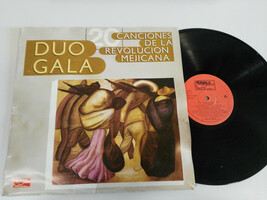 DUO
GALA
20 CANCIONES
DE LA
REVOLUCION
MEJICANA